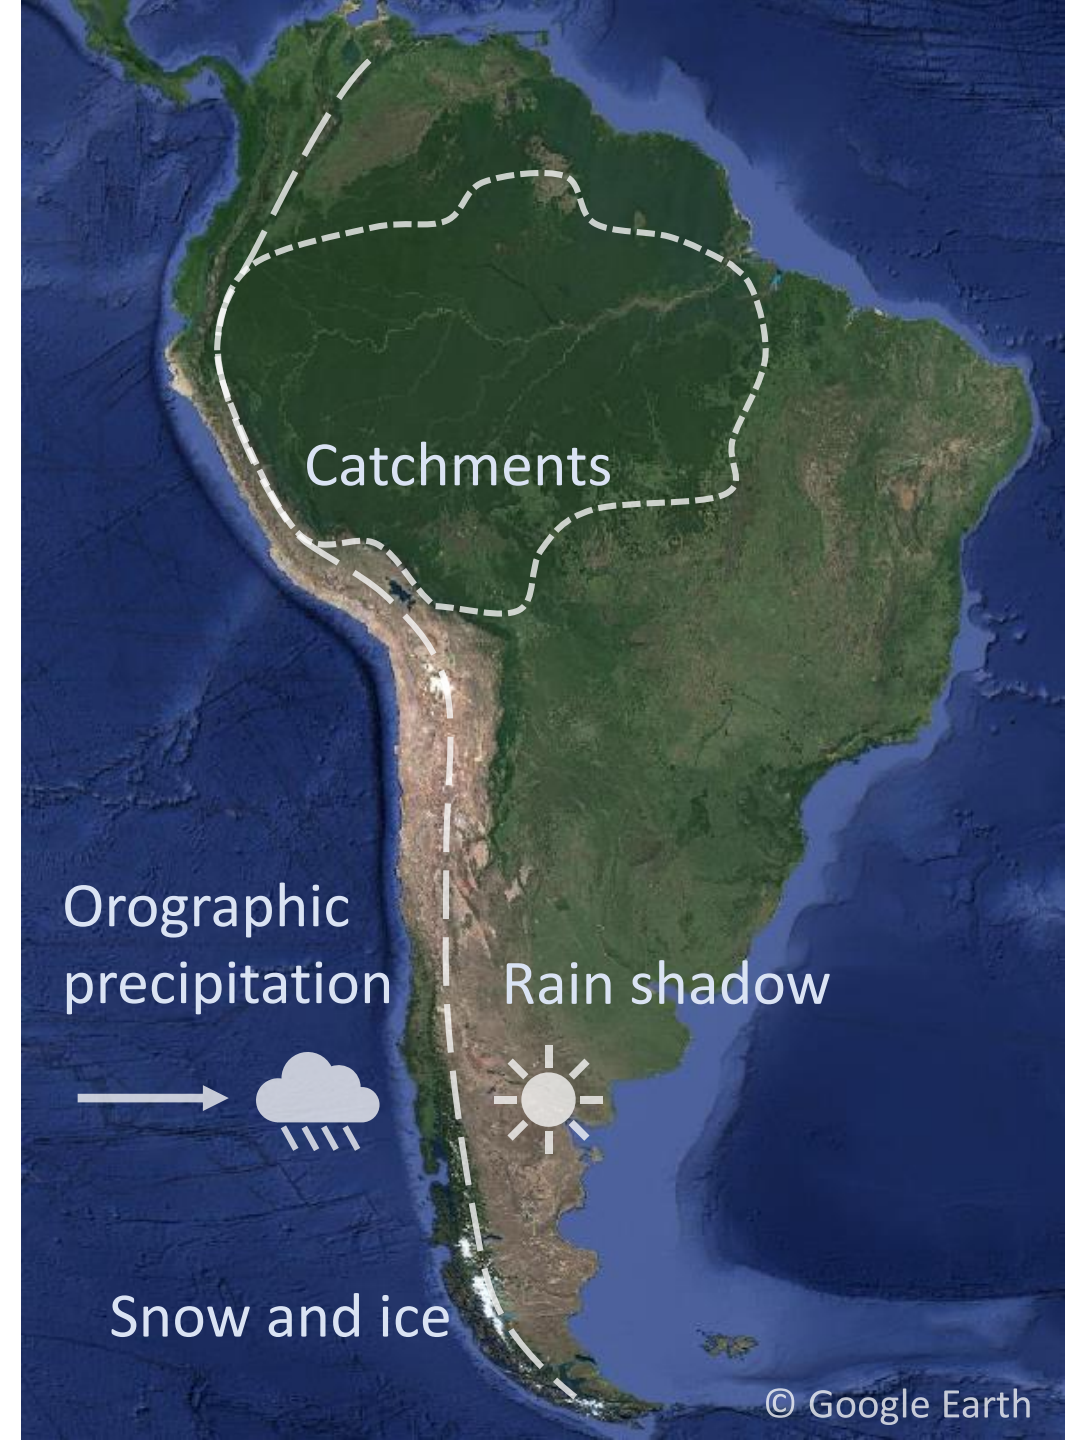 Catchments
Orographic
precipitation
Rain shadow
Snow and ice
© Google Earth